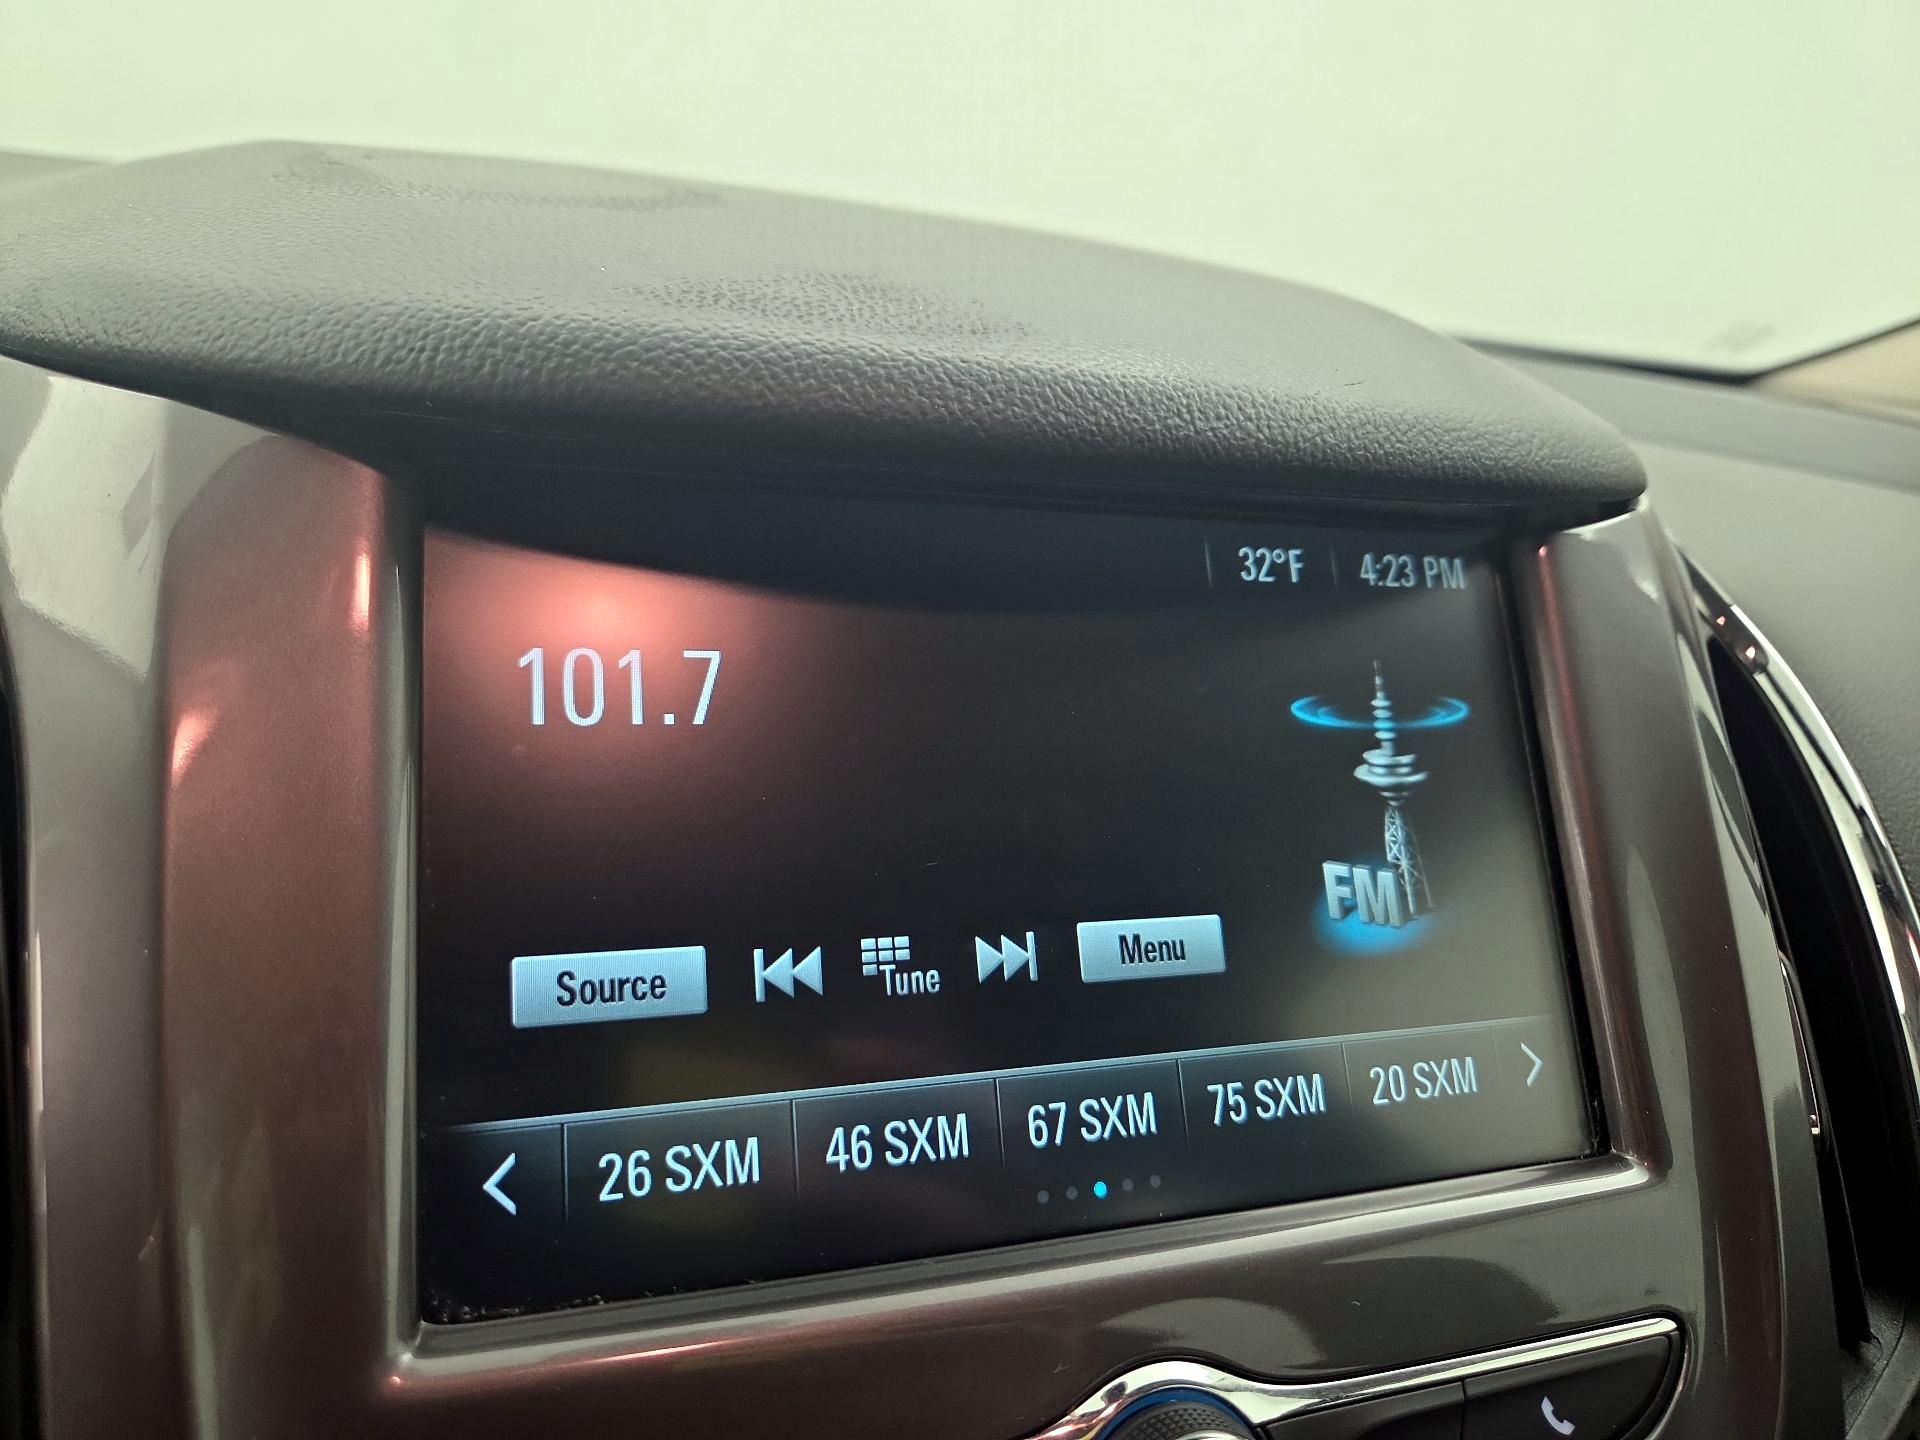 32°F 4:23 PM
101.7
FM
Source Tune Menu
26 SXM 46 SXM 67 SXM 75 SXM 20 SXM